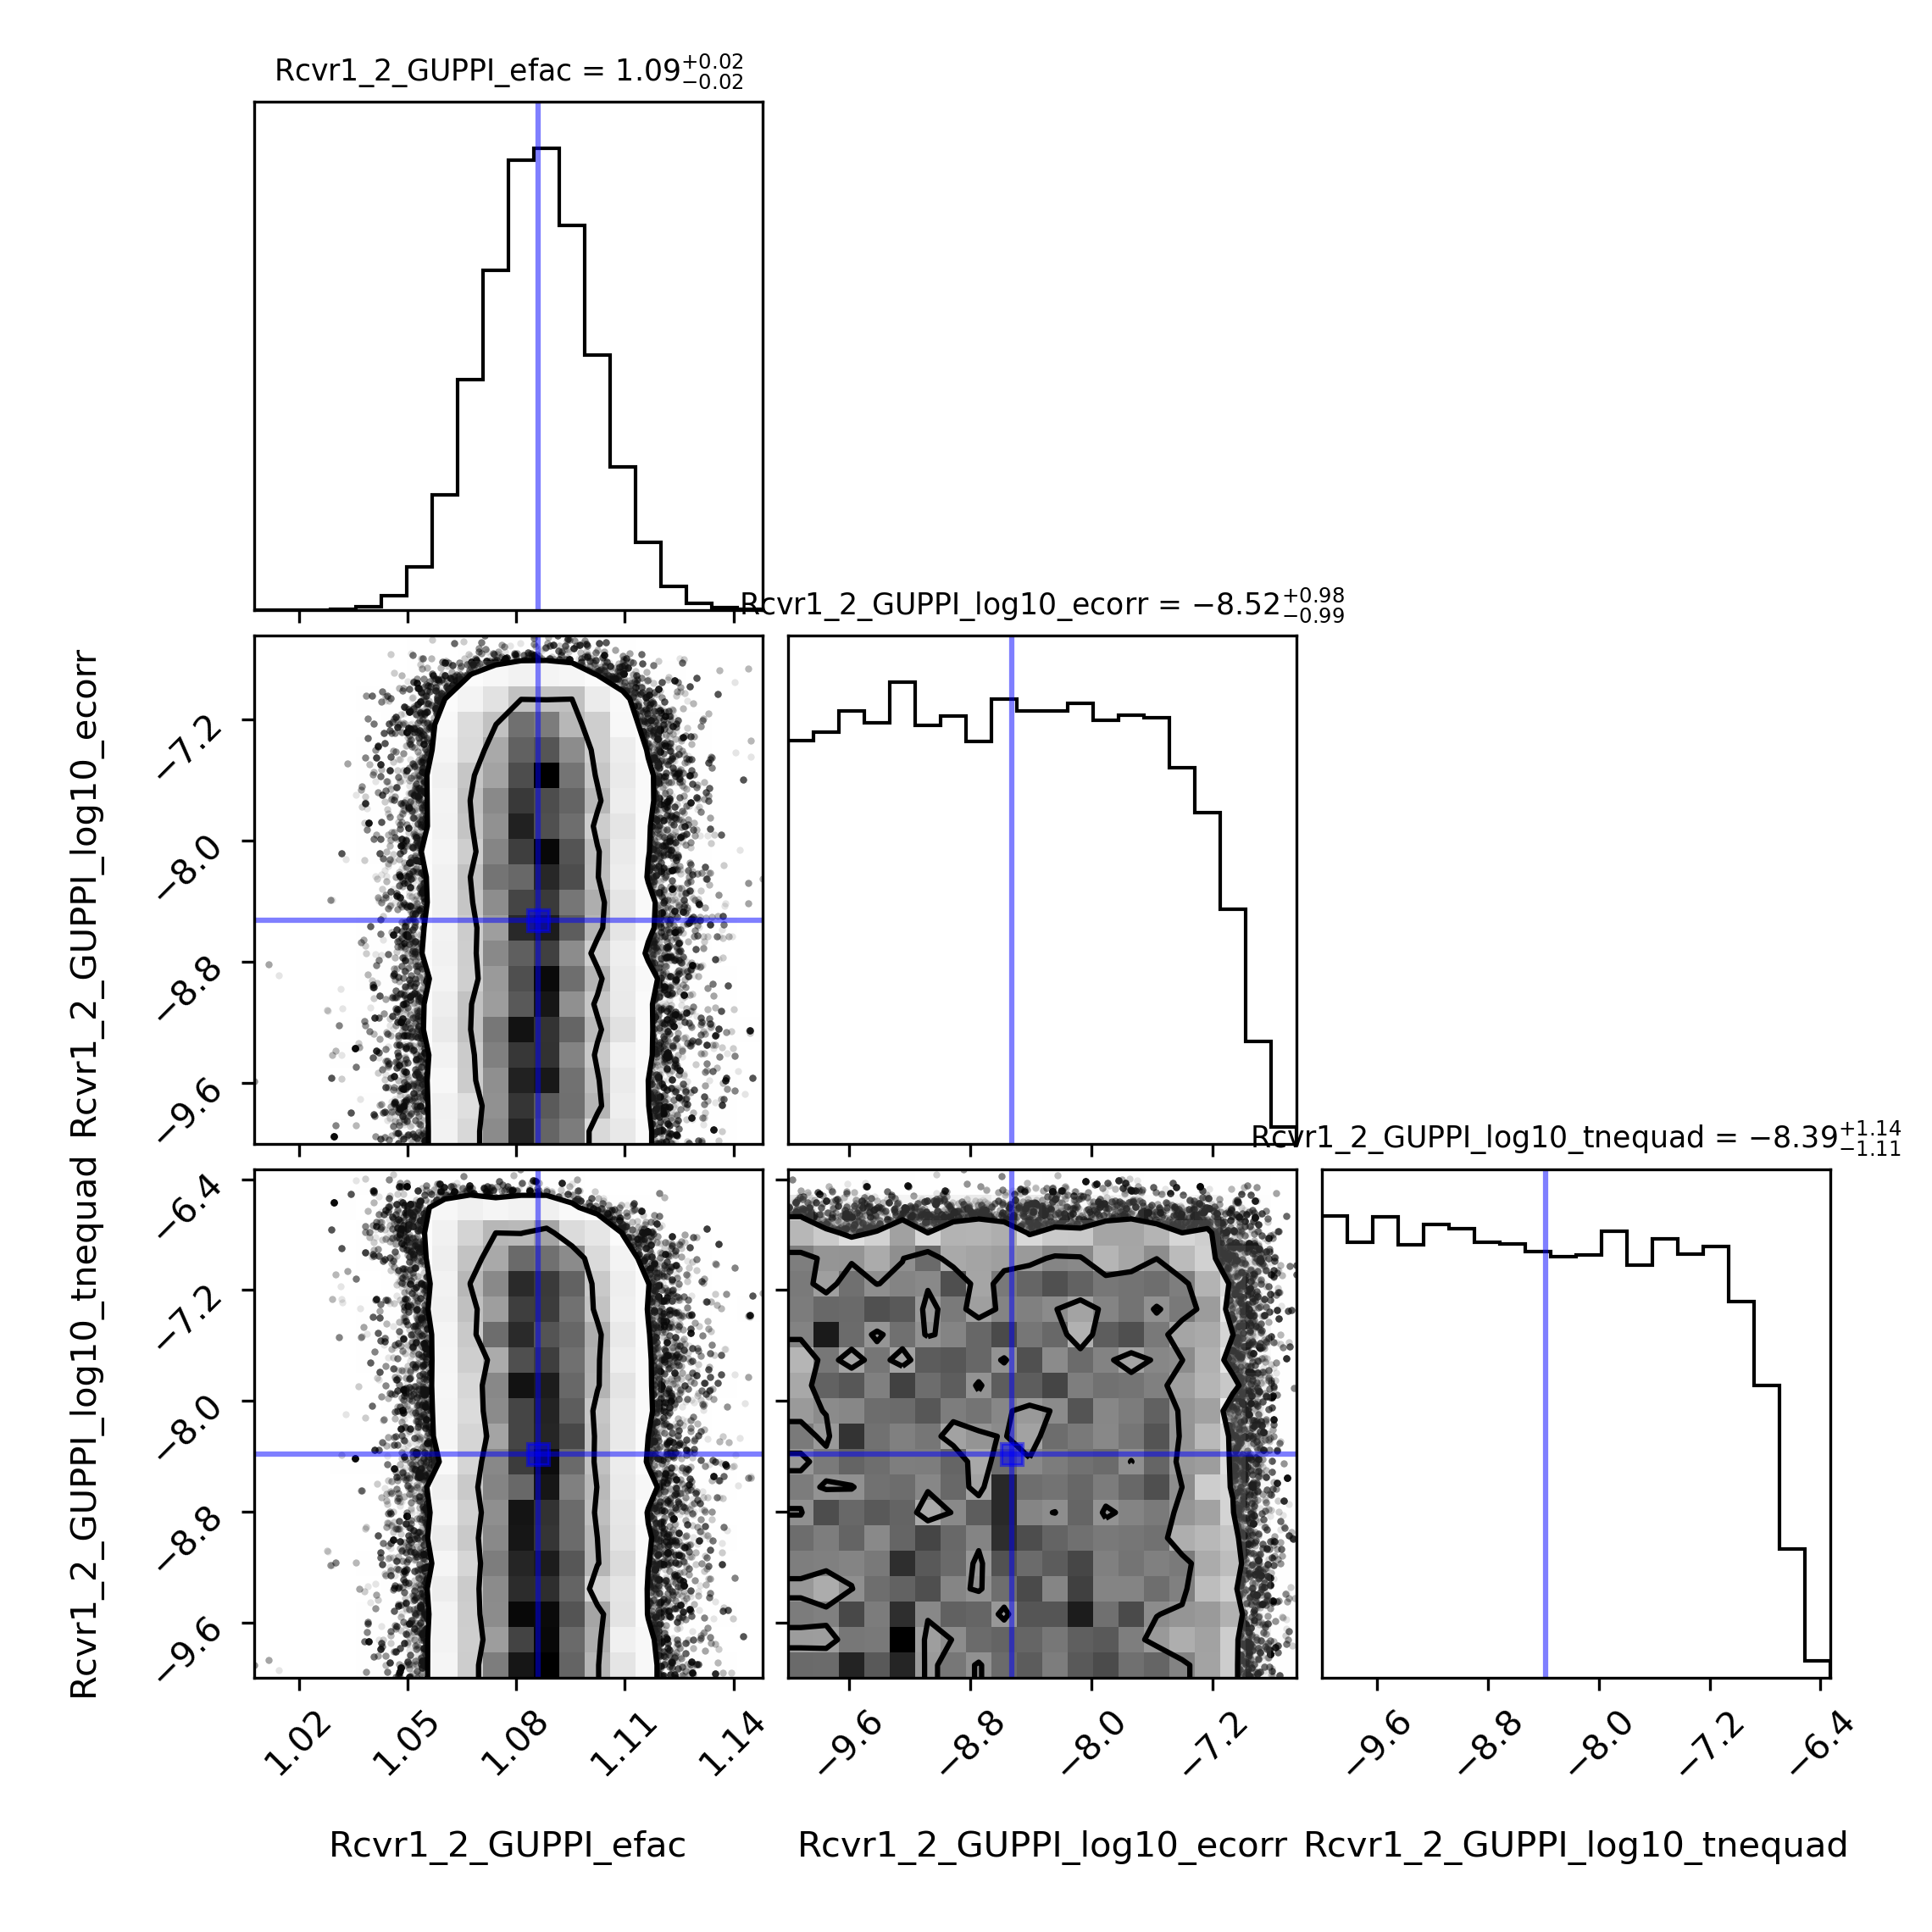 Rcvr1_2_GUPPI_efac = 1.09+0.02 −0.02
Rcvr1_2_GUPPI_log10_ecorr = −8.52+0.98 −0.99
Rcvr1_2_GUPPI_log10_ecorr
−7.2
−8.0
−8.8
−9.6
Rcvr1_2_GUPPI_log10_tnequad = −8.39+1.14 −1.11
Rcvr1_2_GUPPI_log10_tnequad
−6.4
−7.2
−8.0
−8.8
−9.6
1.02 1.05 1.08 1.11 1.14
−9.6 −8.8 −8.0 −7.2
−9.6 −8.8 −8.0 −7.2 −6.4
Rcvr1_2_GUPPI_efac
Rcvr1_2_GUPPI_log10_ecorr
Rcvr1_2_GUPPI_log10_tnequad